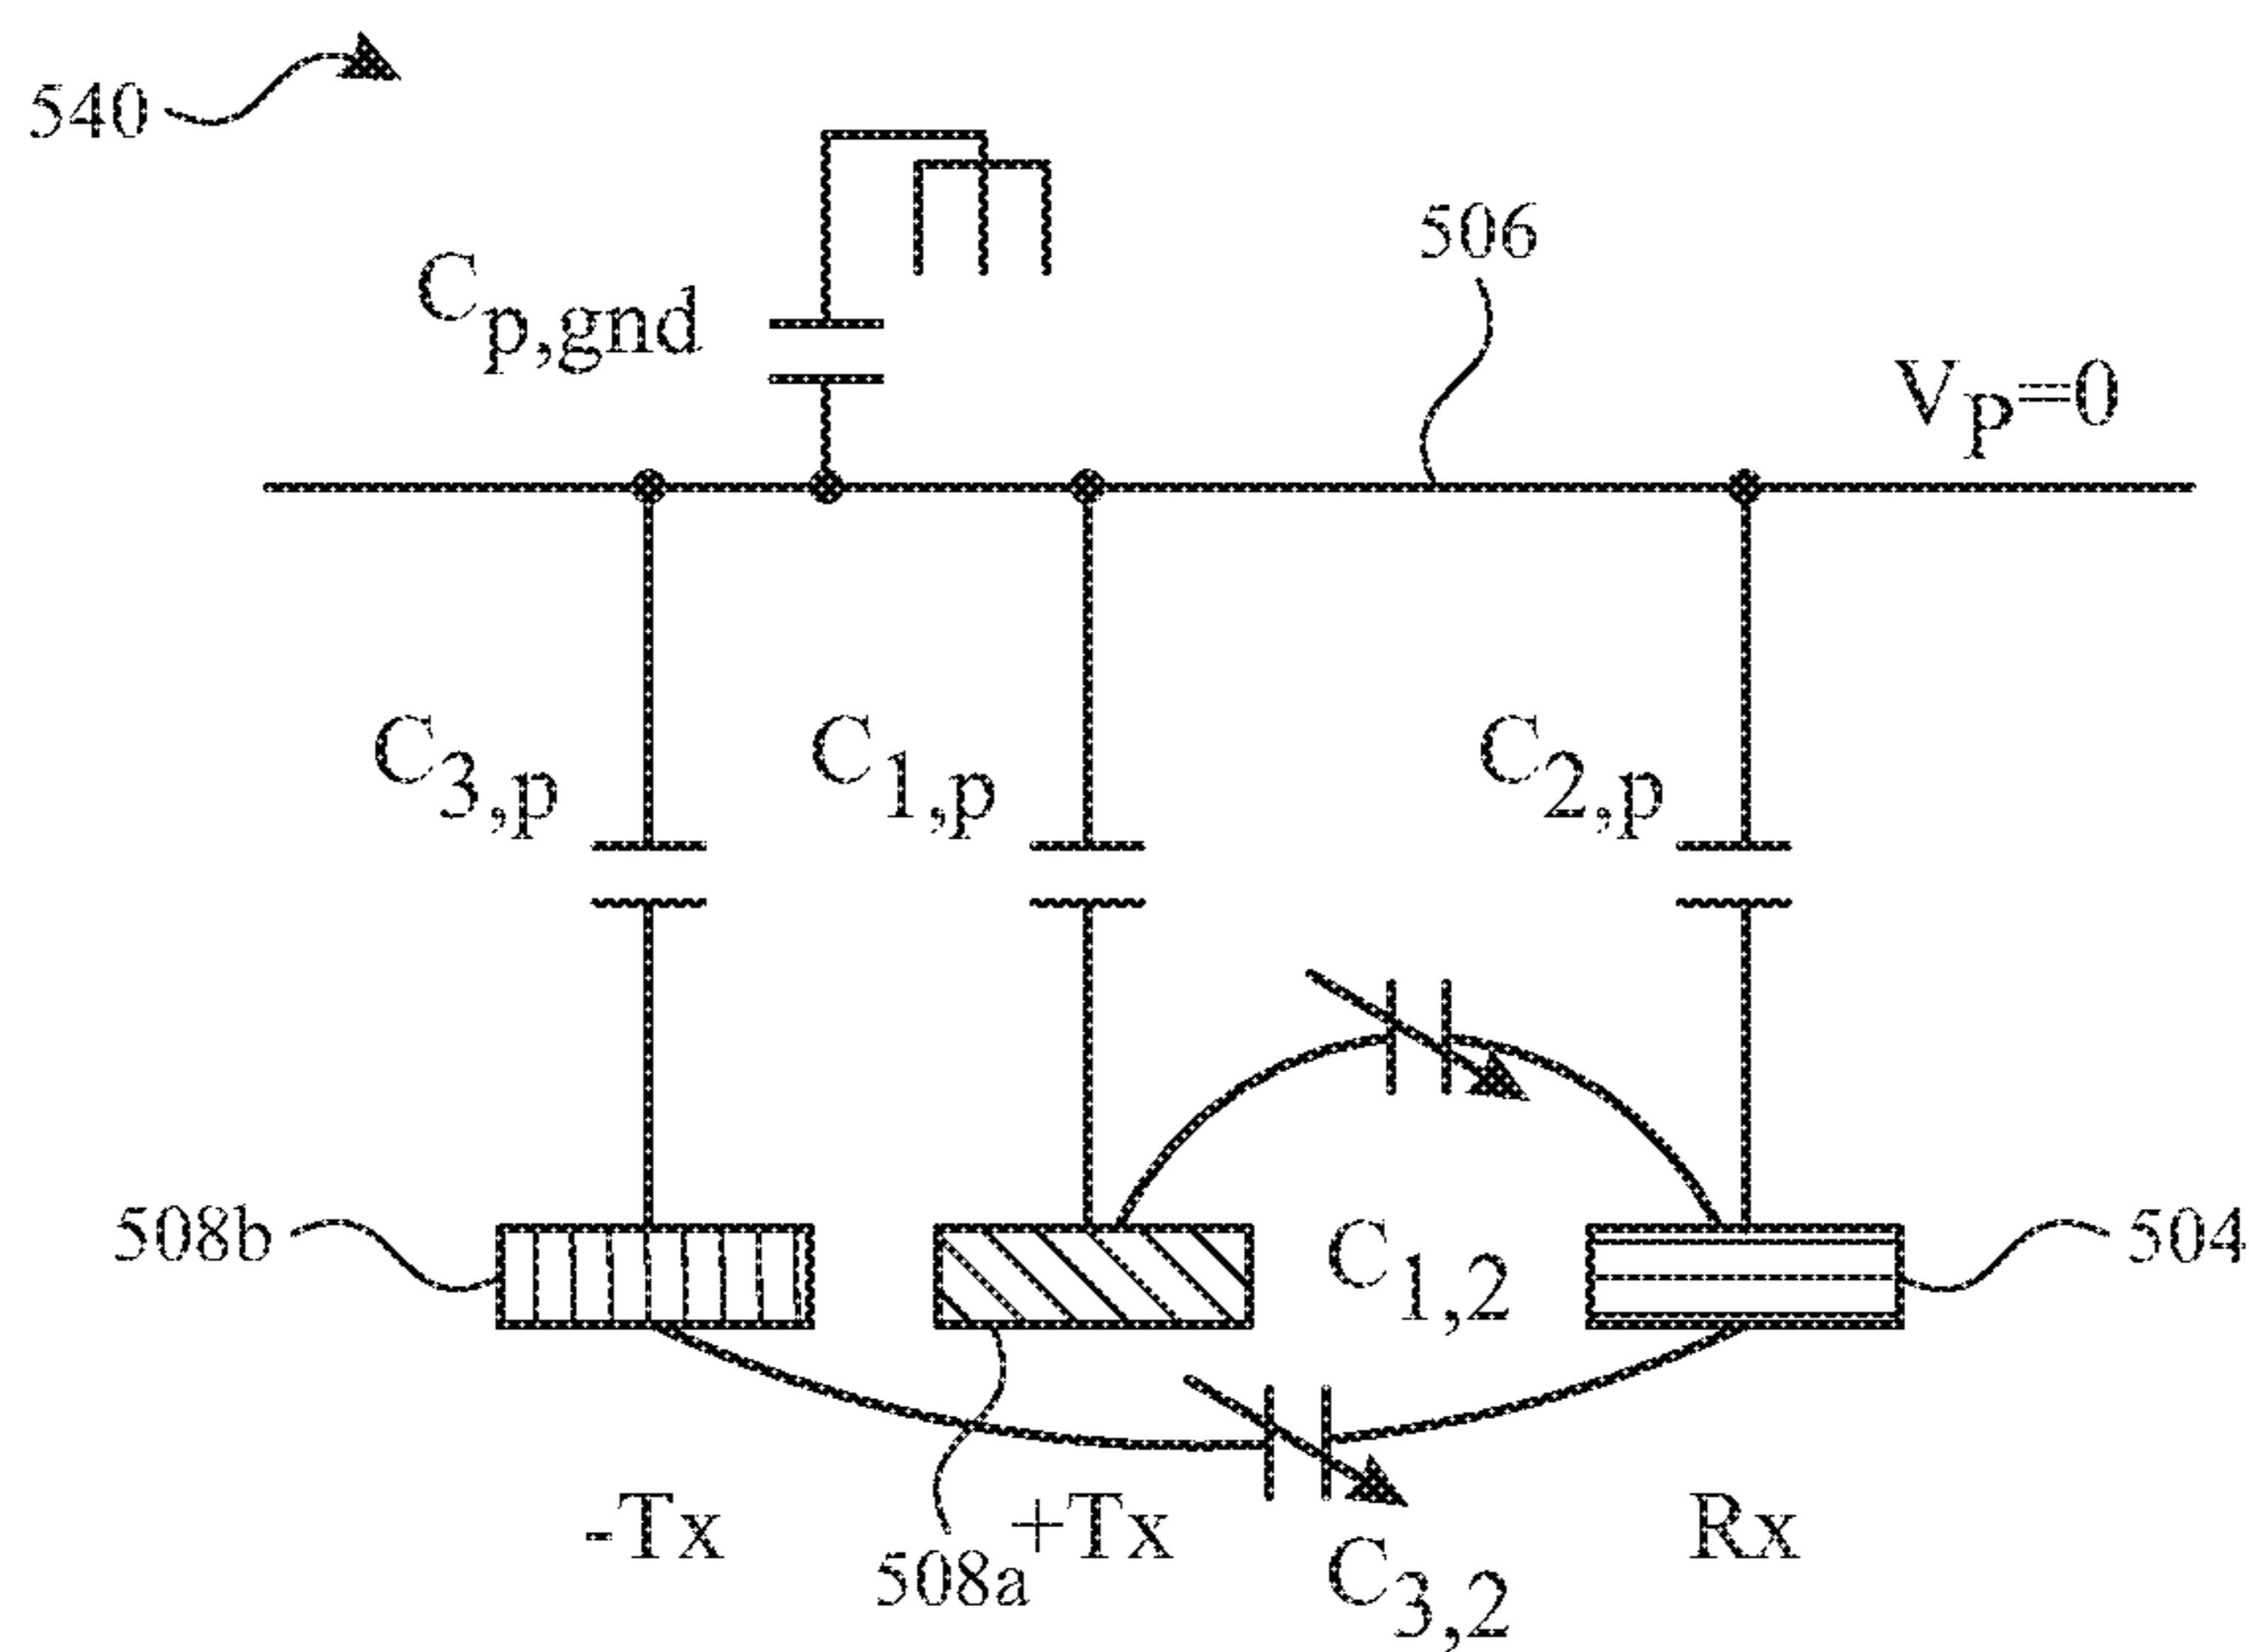 540
506
Cp,gnd
Vp=0
C3,p
C1,p
C2,p
508b
C1,2
504
-Tx
+Tx
Rx
508a
C3,2